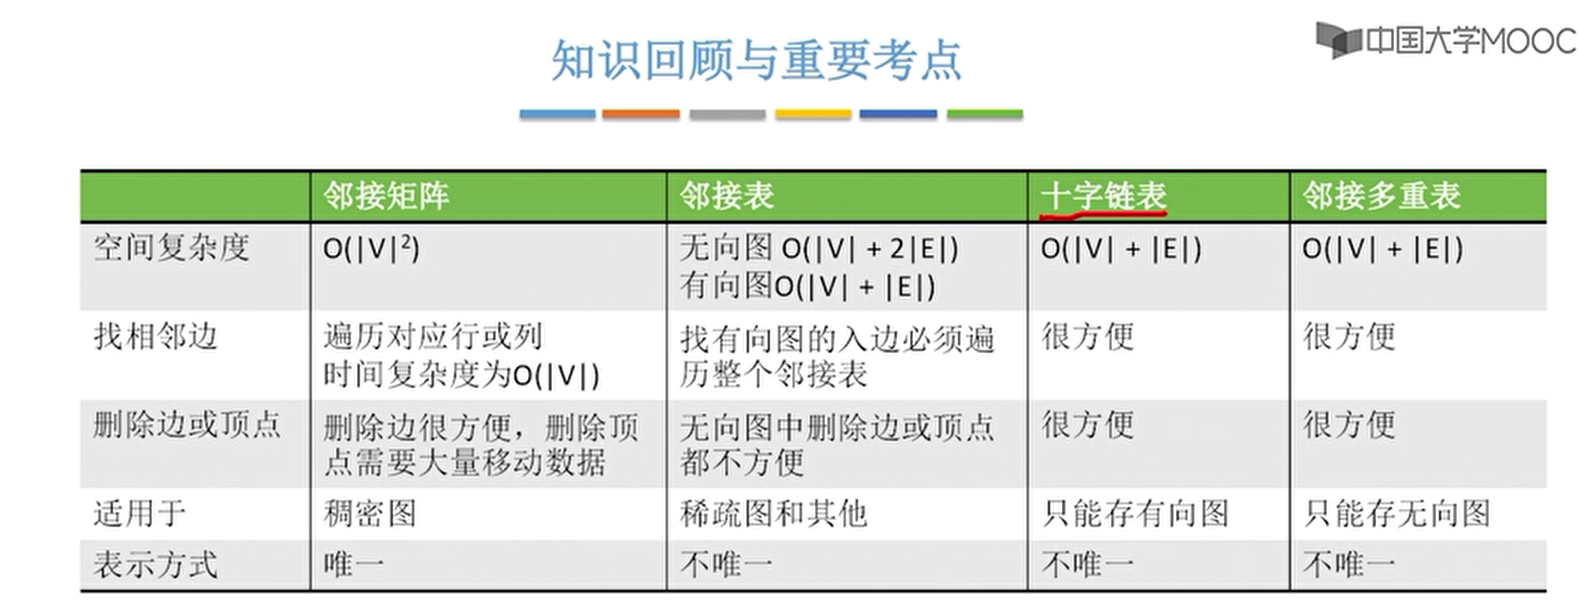 中国大学MOOC
知识回顾与重要考点
邻接矩阵 邻接表 十字链表 邻接多重表
空间复杂度 O(|V|²) 无向图 O(|V| + 2|E|) O(|V| + |E|) O(|V| + |E|)
有向图O(|V| + |E|)
找相邻边 遍历对应行或列 找有向图的入边必须遍 很方便 很方便
时间复杂度为O(|V|) 历整个邻接表
删除边或顶点 删除边很方便，删除顶 无向图中删除边或顶点 很方便 很方便
点需要大量移动数据 都不方便
适用于 稠密图 稀疏图和其他 只能存有向图 只能存无向图
表示方式 唯一 不唯一 不唯一 不唯一